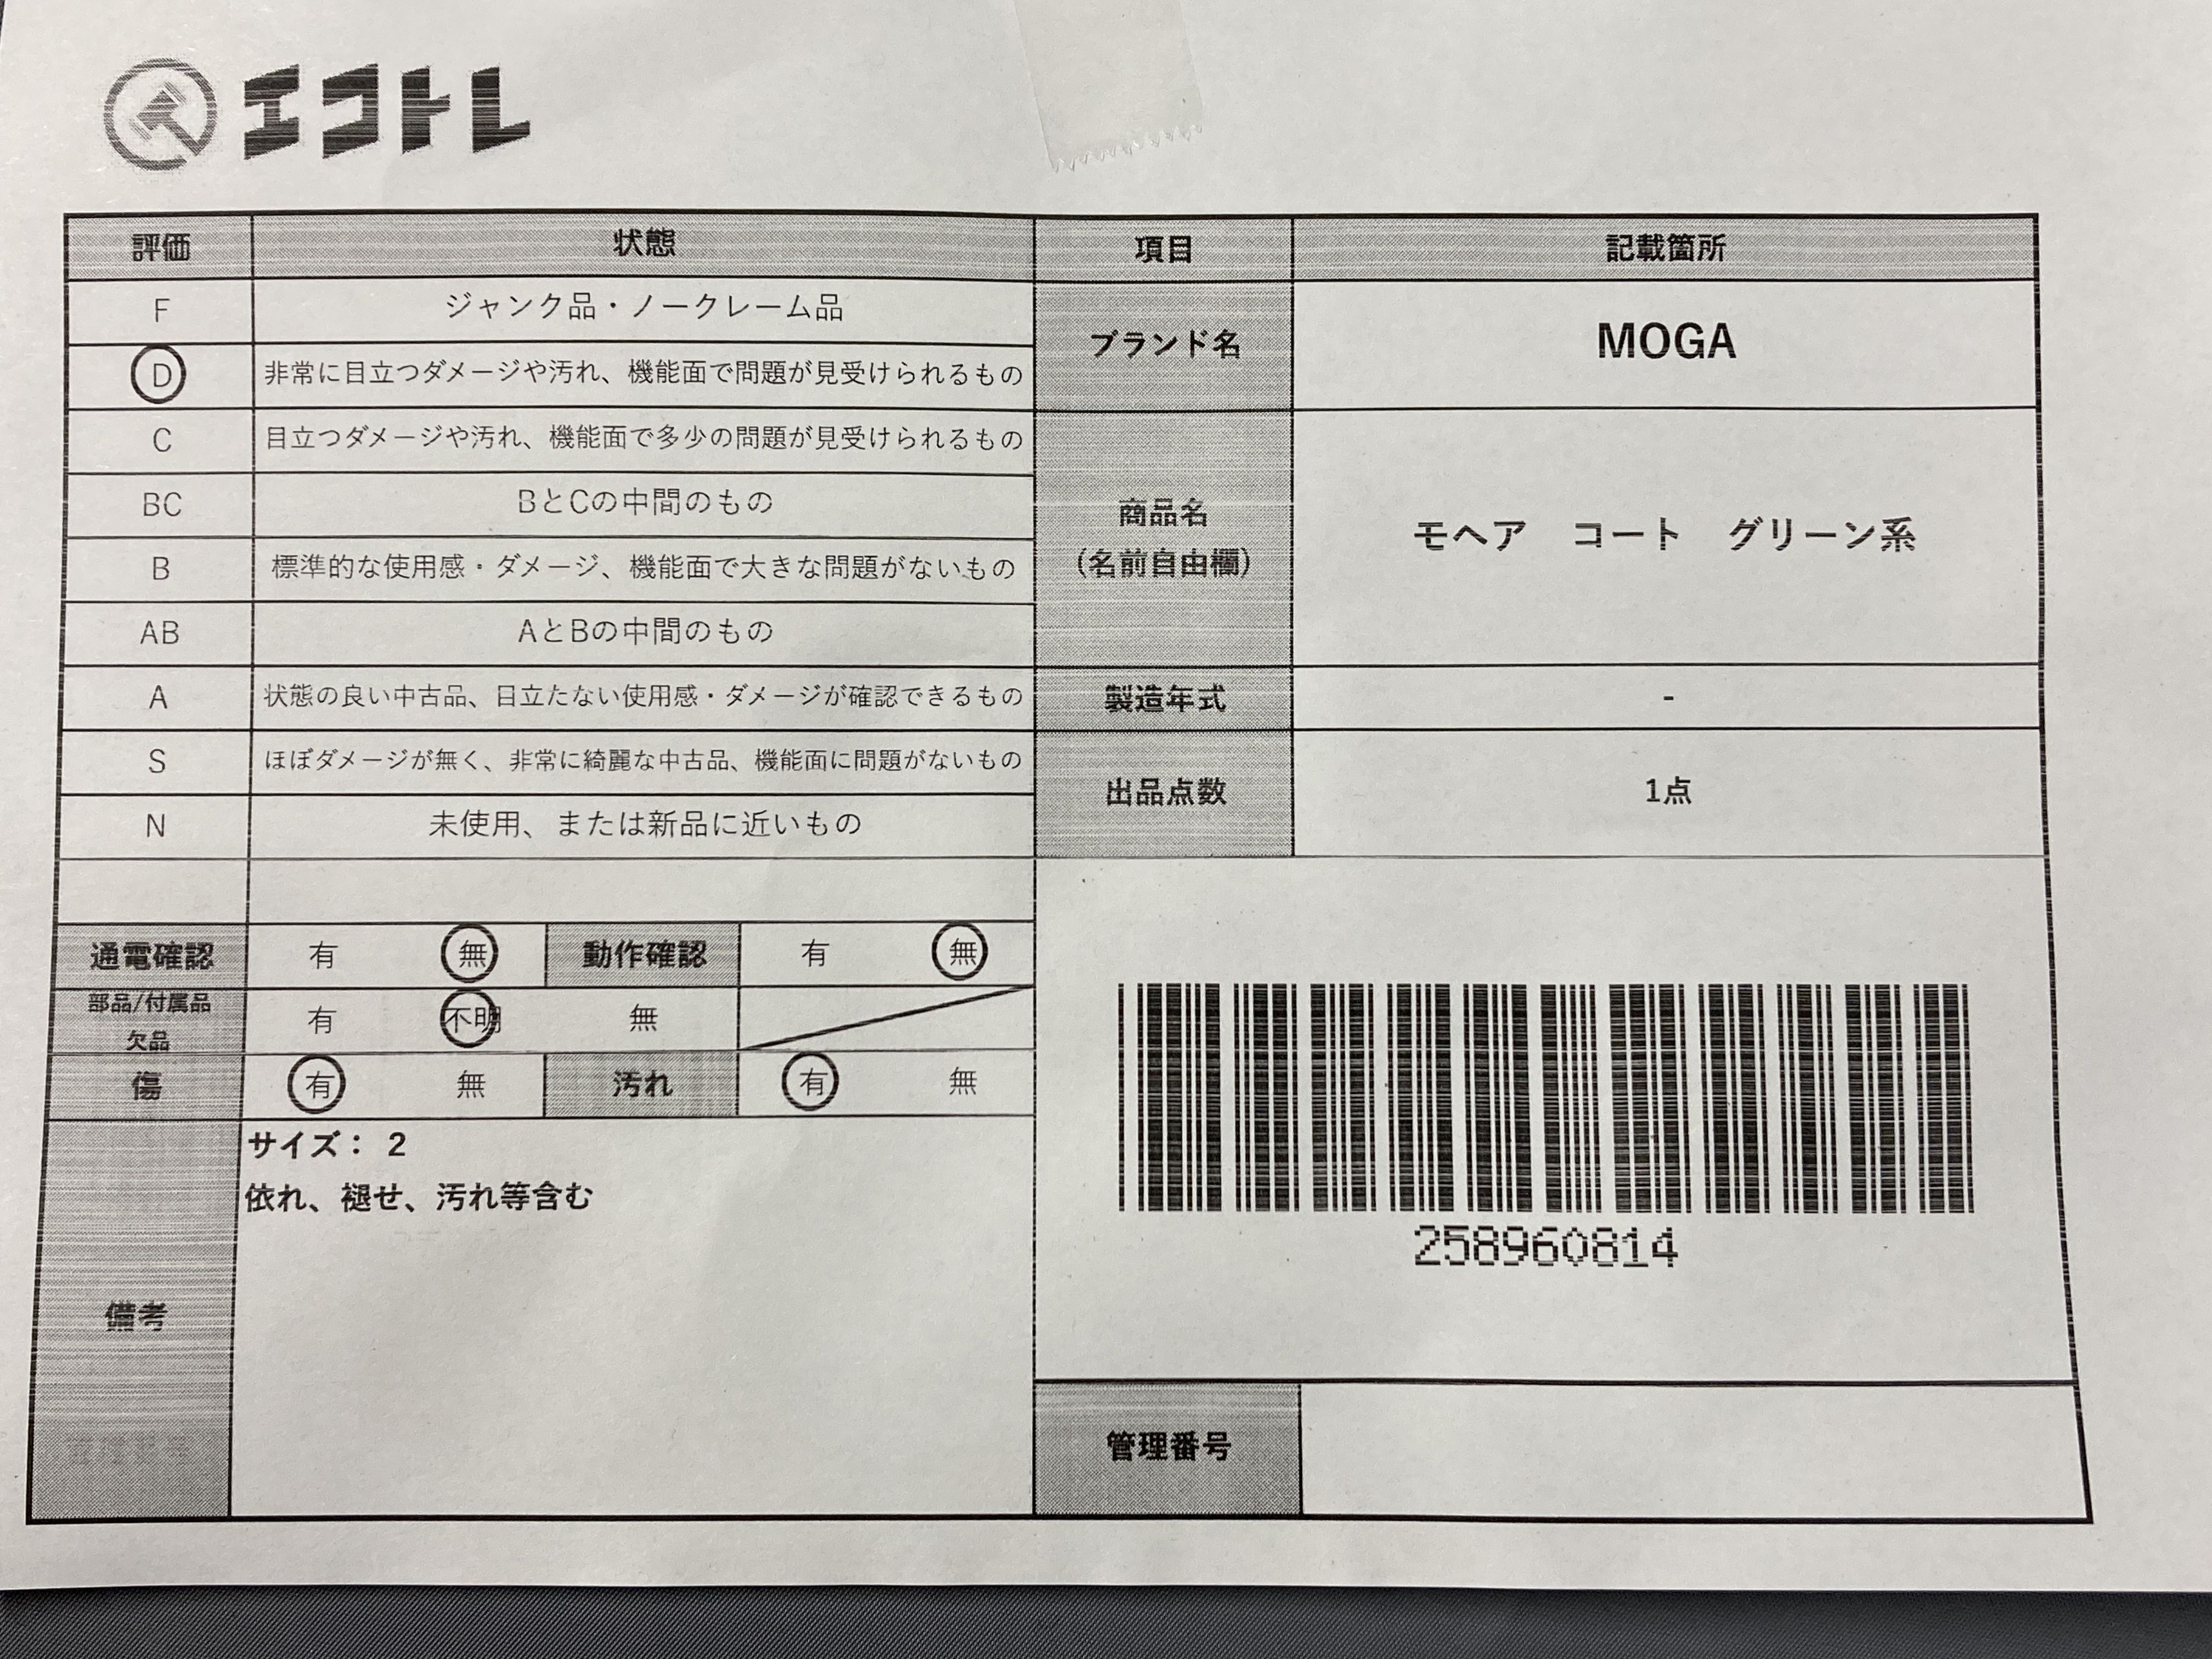 エコトレ
評価 状態 項目 記載箇所
F ジャンク品・ノークレーム品
D 非常に目立つダメージや汚れ、機能面で問題が見受けられるもの
ブランド名 MOGA
C 目立つダメージや汚れ、機能面で多少の問題が見受けられるもの
BC BとCの中間のもの
B 標準的な使用感・ダメージ、機能面で大きな問題がないもの
商品名
(名前自由欄)
モヘア コート グリーン系
AB AとBの中間のもの
A 状態の良い中古品、目立たない使用感・ダメージが確認できるもの
製造年式 -
S ほぼダメージが無く、非常に綺麗な中古品、機能面に問題がないもの
出品点数 1点
N 未使用、または新品に近いもの
通電確認 有 無 動作確認 有 無
部品/付属品
欠品
有 不明 無
傷 有 無 汚れ 有 無
備考
サイズ: 2
依れ、褪せ、汚れ等含む
258960814
管理番号